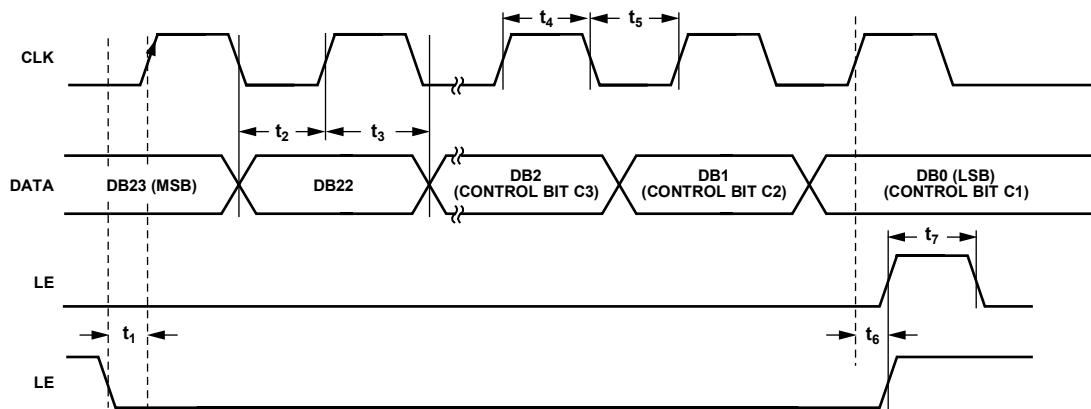 t4
t5
CLK
t2
t3
DATA
DB23 (MSB)
DB22
DB2
(CONTROL BIT C3)
DB1
(CONTROL BIT C2)
DB0 (LSB)
(CONTROL BIT C1)
t7
LE
t1
t6
LE